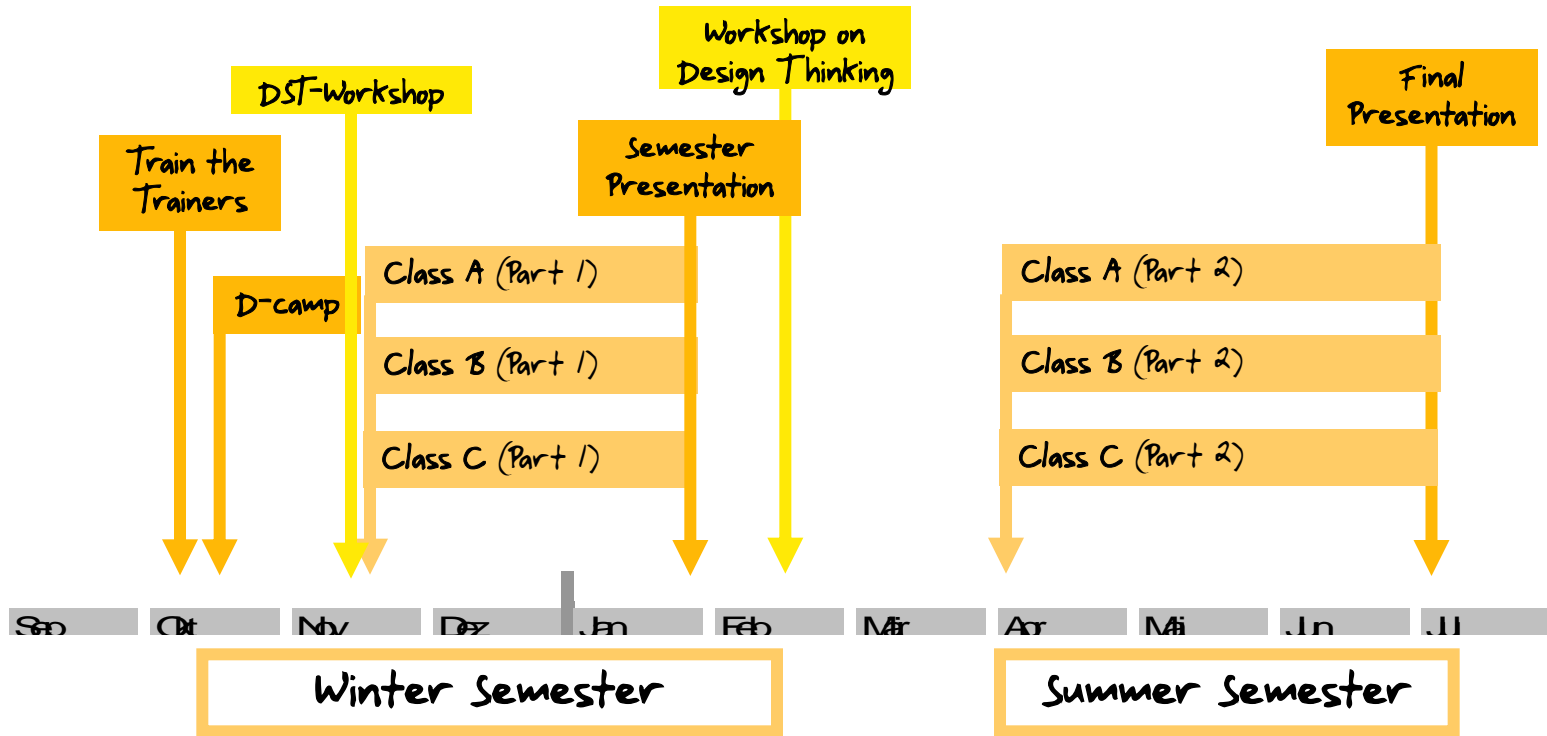 Workshop on
Design Thinking
Final
Presentation
DST-Workshop
Train the
Trainers
Semester
Presentation
D-camp
Class A (Part 1)
Class B (Part 1)
Class C (Part 1)
Class A (Part 2)
Class B (Part 2)
Class C (Part 2)
Sep Okt Nov Dez Jan Feb Mär Apr Mai Jun Jul
Winter Semester
Summer Semester